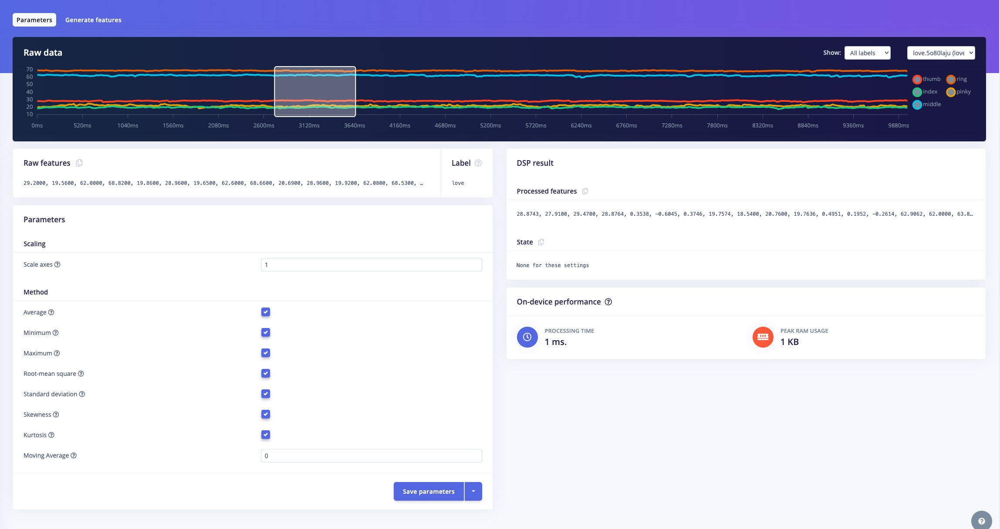 Parameters Generate features
Raw data
Show: All labels love.5o80laju (love
70
60
50
40
30
20
10
0ms 520ms 1040ms 1560ms 2080ms 2600ms 3120ms 3640ms 4160ms 4680ms 5200ms 5720ms 6240ms 6760ms 7280ms 7800ms 8320ms 8840ms 9360ms 9880ms
thumb ring
index pinky
middle
Raw features
29.2000, 19.5600, 62.0000, 68.8200, 19.8600, 28.9600, 19.6500, 62.6000, 68.6600, 20.6900, 28.9600, 19.9200, 62.0800, 68.5300, …
Label
love
Parameters
Scaling
Scale axes 1
Method
Average
Minimum
Maximum
Root-mean square
Standard deviation
Skewness
Kurtosis
Moving Average 0
Save parameters
DSP result
Processed features
28.8743, 27.9100, 29.4700, 28.8764, 0.3538, -0.6045, 0.3746, 19.7574, 18.5400, 20.7600, 19.7636, 0.4951, 0.1952, -0.2614, 62.9062, 62.0000, 63.8…
State
None for these settings
On-device performance
PROCESSING TIME
1 ms.
PEAK RAM USAGE
1 KB